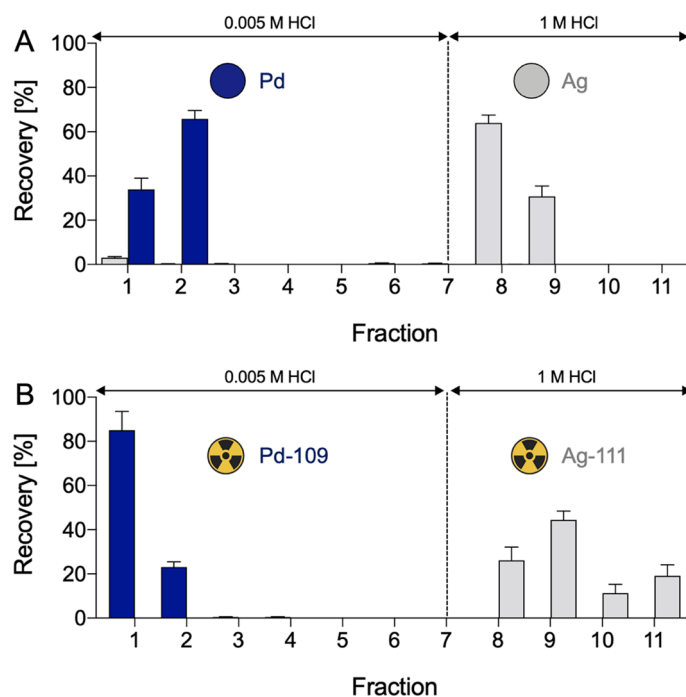 A
0.005 M HCl
1 M HCl
Recovery [%]
100
80
60
40
20
0
Pd
Ag
1 2 3 4 5 6 7 8 9 10 11
Fraction
B
0.005 M HCl
1 M HCl
Recovery [%]
100
80
60
40
20
0
Pd-109
Ag-111
1 2 3 4 5 6 7 8 9 10 11
Fraction